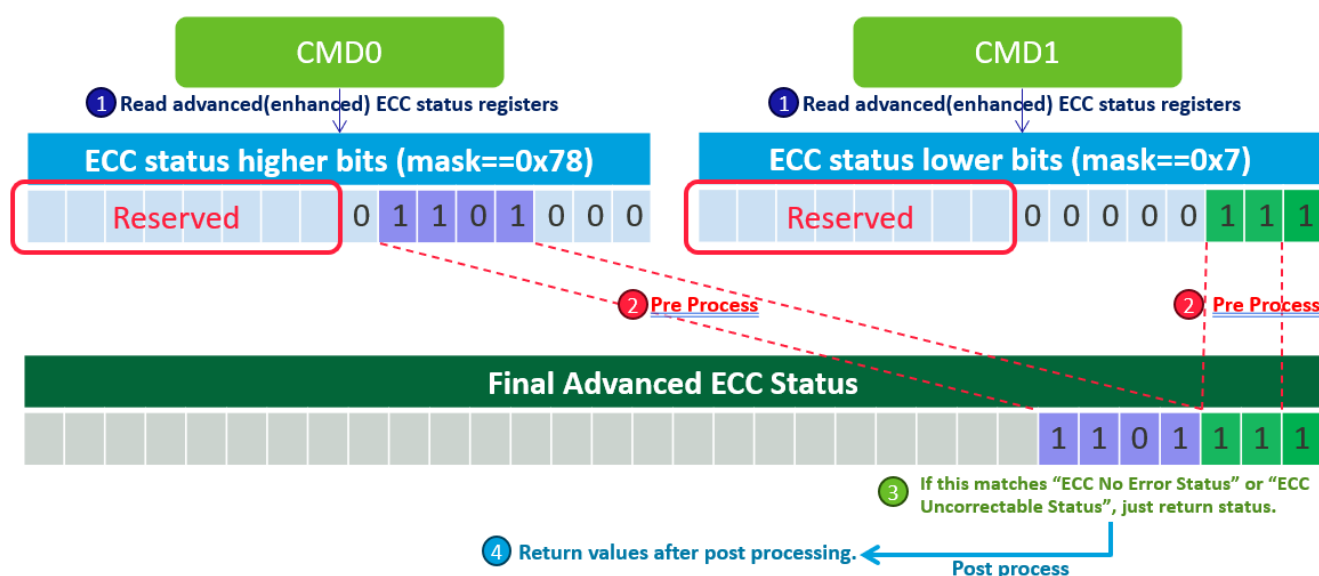 CMD0
CMD1
1 Read advanced(enhanced) ECC status registers
1 Read advanced(enhanced) ECC status registers
ECC status higher bits (mask==0x78)
ECC status lower bits (mask==0x7)
Reserved 0 1 1 0 1 0 0 0
Reserved 0 0 0 0 0 1 1 1
2 Pre Process
2 Pre Process
Final Advanced ECC Status
1 1 0 1 1 1 1
3 If this matches “ECC No Error Status” or “ECC
Uncorrectable Status”, just return status.
4 Return values after post processing.
Post process